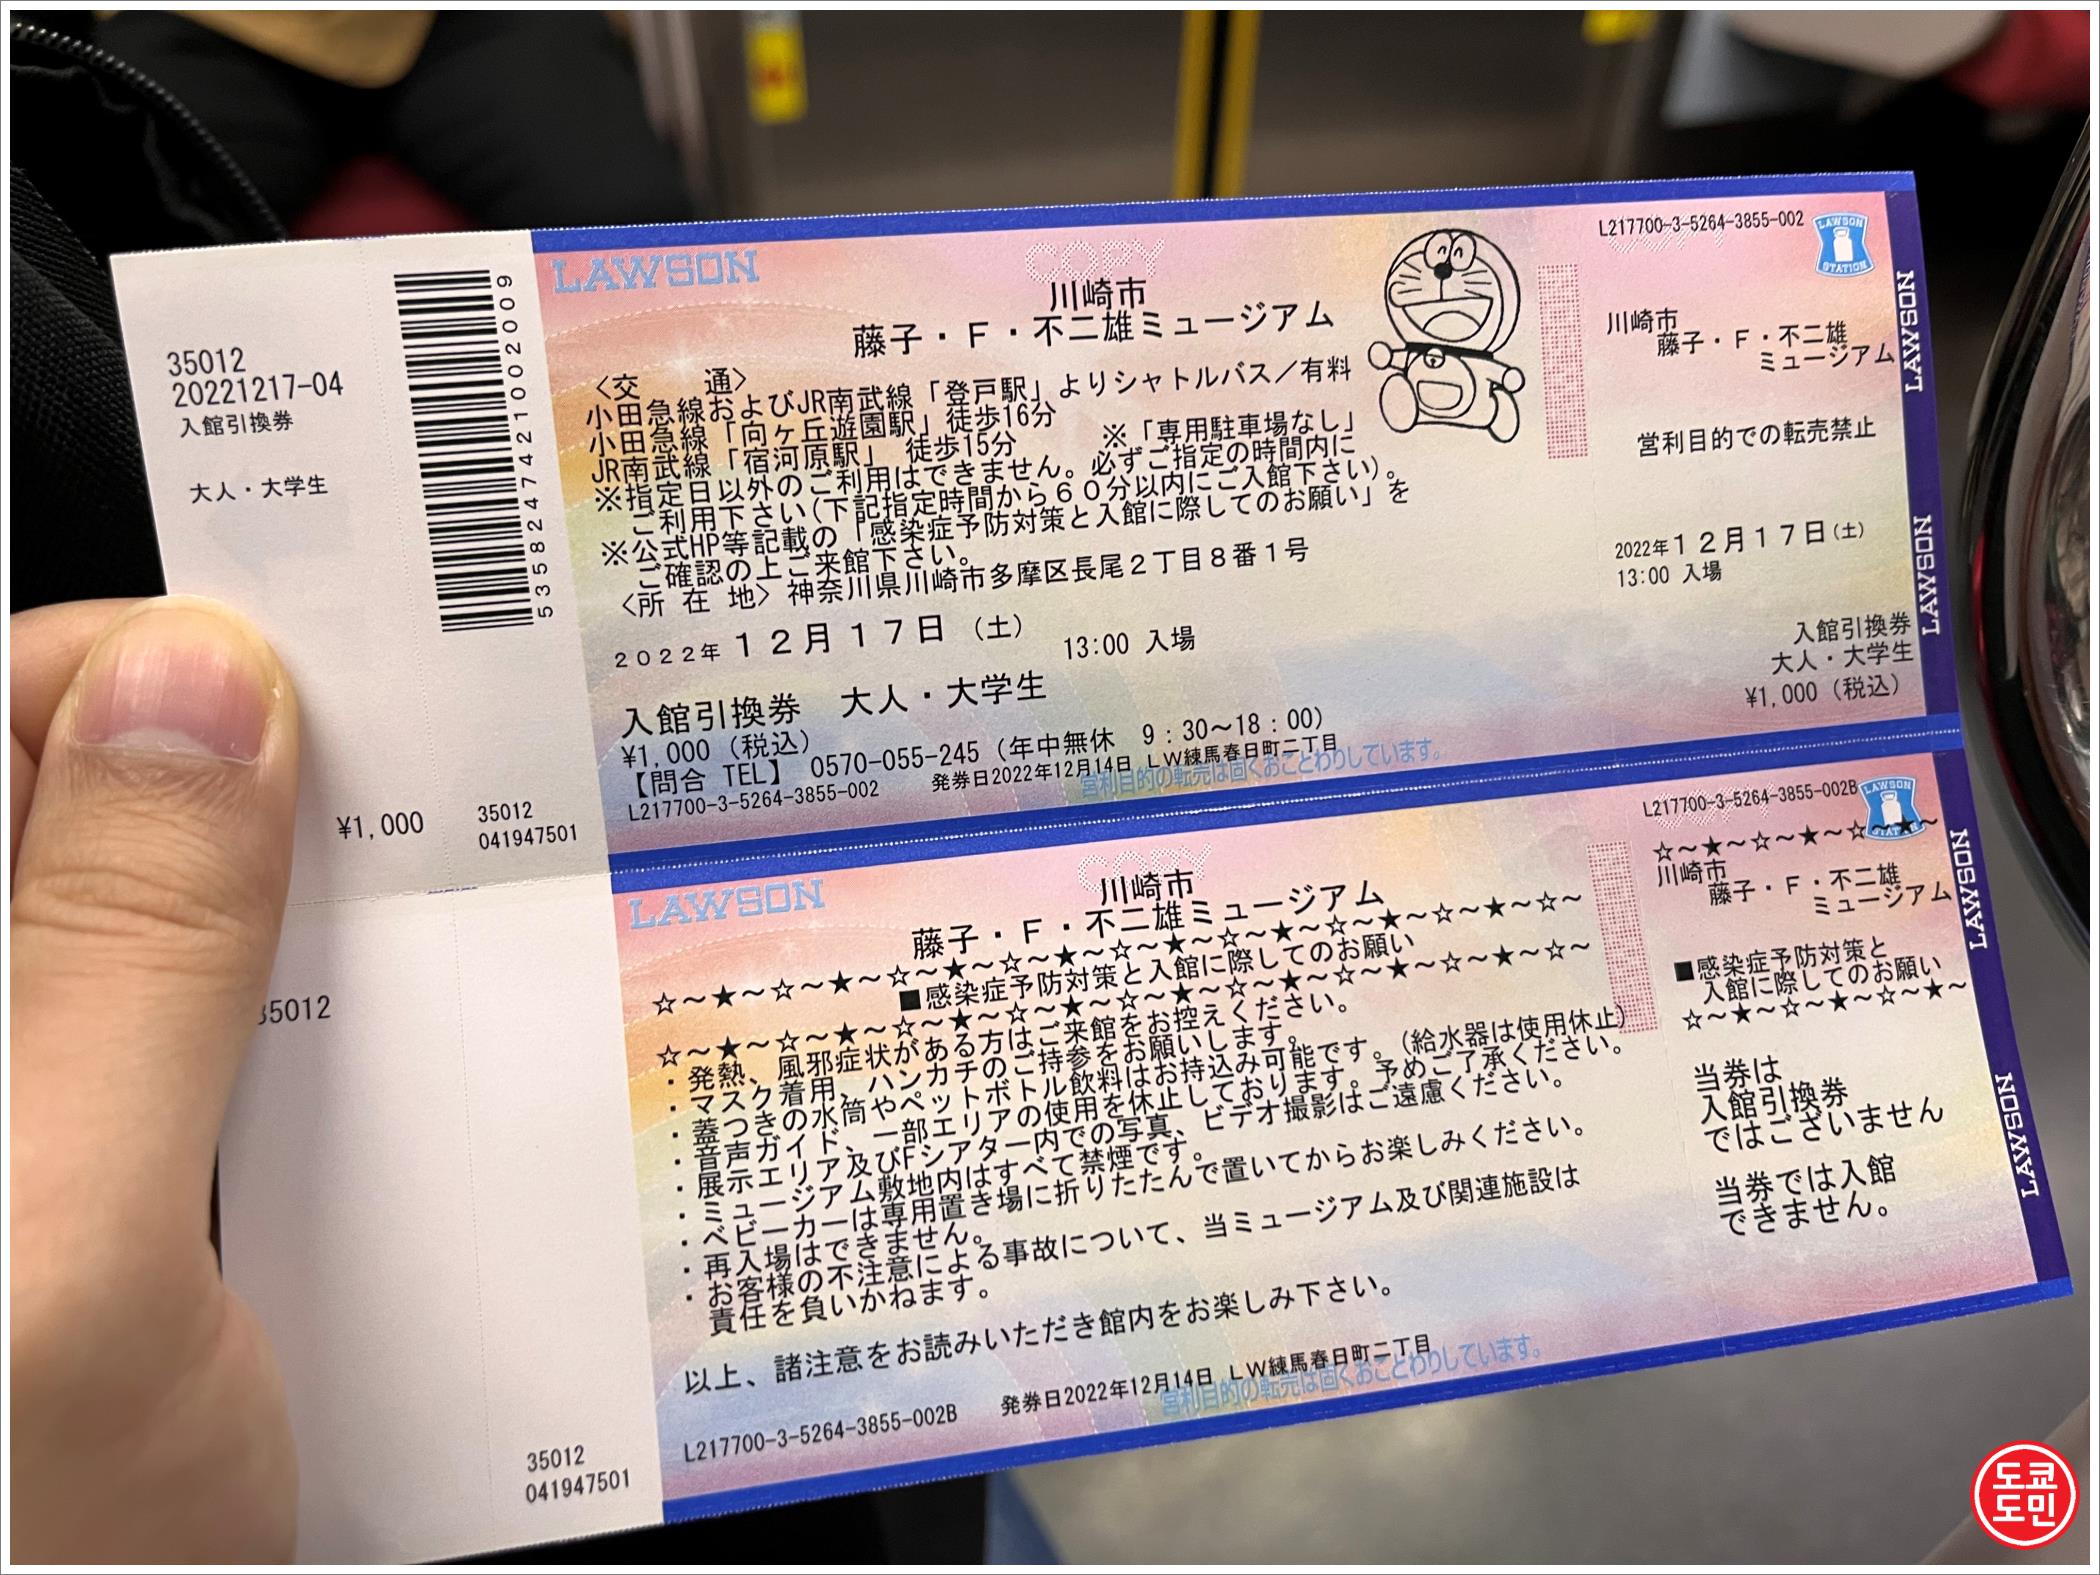 35012
20221217-04
入館引換券
大人・大学生
¥1,000
35012
041947501
5358247421002009
LAWSON
COPY
川崎市
藤子・F・不二雄ミュージアム
〈交　通〉
小田急線およびJR南武線「登戸駅」よりシャトルバス／有料
小田急線「向ヶ丘遊園駅」徒歩16分
JR南武線「宿河原駅」 徒歩15分　※「専用駐車場なし」
※指定日以外のご利用はできません。必ずご指定の時間内に
ご利用下さい(下記指定時間から60分以内にご入館下さい)。
※公式HP等記載の「感染症予防対策と入館に際してのお願い」を
ご確認の上ご来館下さい。
〈所 在 地〉神奈川県川崎市多摩区長尾2丁目8番1号
2022年 12月17日 (土)　13:00 入場
入館引換券　大人・大学生
¥1,000 (税込)
【問合 TEL】 0570-055-245 (年中無休 9:30～18:00)
L217700-3-5264-3855-002　発券日2022年12月14日 LW練馬春日町二丁目
営利目的の転売は固くおことわりしています。
L217700-3-5264-3855-002
LAWSON
STATION
川崎市
藤子・F・不二雄
ミュージアム
営利目的での転売禁止
2022年12月17日(土)
13:00 入場
入館引換券
大人・大学生
¥1,000 (税込)
LAWSON
LAWSON
35012
35012
041947501
LAWSON
COPY
川崎市
藤子・F・不二雄ミュージアム
☆～★～☆～★～☆～★～☆～★～☆～★～☆～★～☆～★～☆～★～☆～
■感染症予防対策と入館に際してのお願い
☆～★～☆～★～☆～★～☆～★～☆～★～☆～★～☆～★～☆～★～☆～
・発熱、風邪症状がある方はご来館をお控えください。
・マスク着用、ハンカチのご持参をお願いします。
・蓋つきの水筒やペットボトル飲料はお持込み可能です。(給水器は使用休止)
・音声ガイド、一部エリアの使用を休止しております。予めご了承ください。
・展示エリア及びFシアター内での写真、ビデオ撮影はご遠慮ください。
・ミュージアム敷地内はすべて禁煙です。
・ベビーカーは専用置き場に折りたたんで置いてからお楽しみください。
・再入場はできません。
・お客様の不注意による事故について、当ミュージアム及び関連施設は
責任を負いかねます。
以上、諸注意をお読みいただき館内をお楽しみ下さい。
L217700-3-5264-3855-002B　発券日2022年12月14日 LW練馬春日町二丁目
営利目的の転売は固くおことわりしています。
L217700-3-5264-3855-002B
LAWSON
STATION
☆～★～☆～★～☆～★～
川崎市
藤子・F・不二雄
ミュージアム
■感染症予防対策と
入館に際してのお願い
☆～★～☆～★～☆～★～
当券は
入館引換券
ではございません
当券では入館
できません。
LAWSON
LAWSON
도쿄
도민